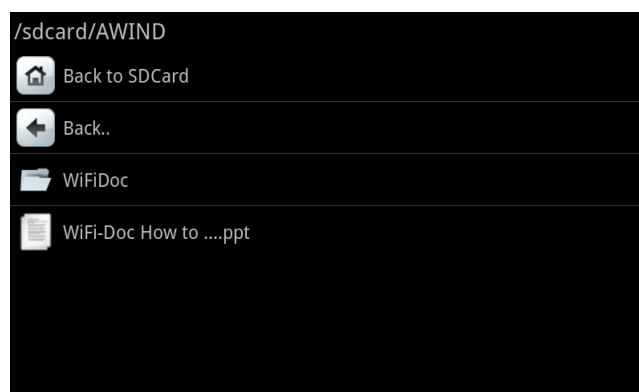 /sdcard/AWIND
Back to SDCard
Back..
WiFiDoc
WiFi-Doc How to ....ppt